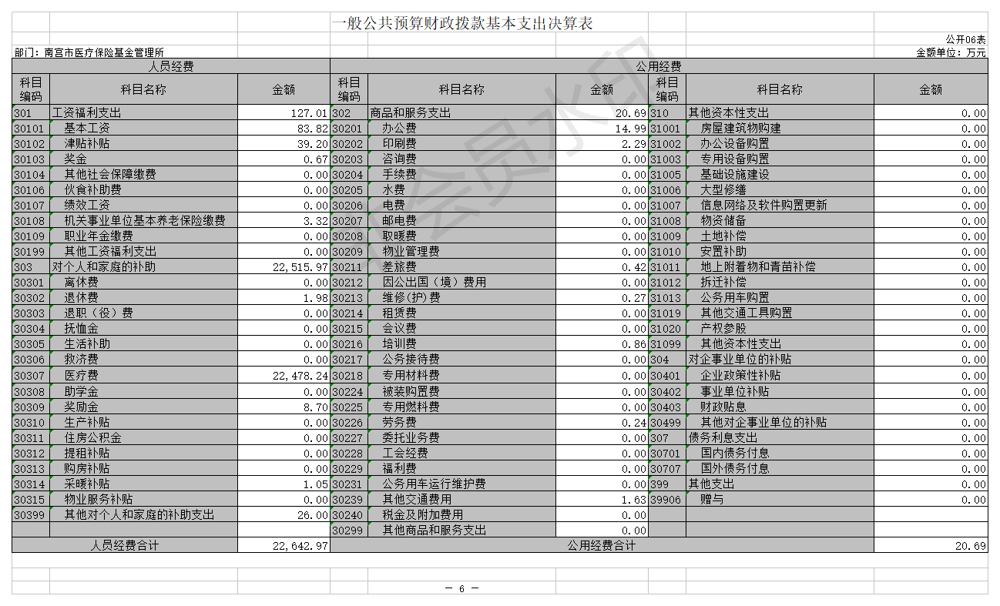 一般公共预算财政拨款基本支出决算表
公开06表
部门：南宫市医疗保险基金管理所 金额单位：万元
人员经费 公用经费
科目编码 科目名称 金额 科目编码 科目名称 金额 科目编码 科目名称 金额
301 工资福利支出 127.01 302 商品和服务支出 20.69 310 其他资本性支出 0.00
30101 基本工资 83.82 30201 办公费 14.99 31001 房屋建筑物购建 0.00
30102 津贴补贴 39.20 30202 印刷费 2.29 31002 办公设备购置 0.00
30103 奖金 0.67 30203 咨询费 0.00 31003 专用设备购置 0.00
30104 其他社会保障缴费 0.00 30204 手续费 0.00 31005 基础设施建设 0.00
30106 伙食补助费 0.00 30205 水费 0.00 31006 大型修缮 0.00
30107 绩效工资 0.00 30206 电费 0.00 31007 信息网络及软件购置更新 0.00
30108 机关事业单位基本养老保险缴费 3.32 30207 邮电费 0.00 31008 物资储备 0.00
30109 职业年金缴费 0.00 30208 取暖费 0.00 31009 土地补偿 0.00
30199 其他工资福利支出 0.00 30209 物业管理费 0.00 31010 安置补助 0.00
303 对个人和家庭的补助 22,515.97 30211 差旅费 0.42 31011 地上附着物和青苗补偿 0.00
30301 离休费 0.00 30212 因公出国（境）费用 0.00 31012 拆迁补偿 0.00
30302 退休费 1.98 30213 维修(护)费 0.27 31013 公务用车购置 0.00
30303 退职（役）费 0.00 30214 租赁费 0.00 31019 其他交通工具购置 0.00
30304 抚恤金 0.00 30215 会议费 0.00 31020 产权参股 0.00
30305 生活补助 0.00 30216 培训费 0.86 31099 其他资本性支出 0.00
30306 救济费 0.00 30217 公务接待费 0.00 304 对企事业单位的补贴 0.00
30307 医疗费 22,478.24 30218 专用材料费 0.00 30401 企业政策性补贴 0.00
30308 助学金 0.00 30224 被装购置费 0.00 30402 事业单位补贴 0.00
30309 奖励金 8.70 30225 专用燃料费 0.00 30403 财政贴息 0.00
30310 生产补贴 0.00 30226 劳务费 0.24 30499 其他对企事业单位的补贴 0.00
30311 住房公积金 0.00 30227 委托业务费 0.00 307 债务利息支出 0.00
30312 提租补贴 0.00 30228 工会经费 0.00 30701 国内债务付息 0.00
30313 购房补贴 0.00 30229 福利费 0.00 30707 国外债务付息 0.00
30314 采暖补贴 1.05 30231 公务用车运行维护费 0.00 399 其他支出 0.00
30315 物业服务补贴 0.00 30239 其他交通费用 1.63 39906 赠与 0.00
30399 其他对个人和家庭的补助支出 26.00 30240 税金及附加费用 0.00
30299 其他商品和服务支出 0.00
人员经费合计 22,642.97 公用经费合计 20.69
非会员水印
— 6 —